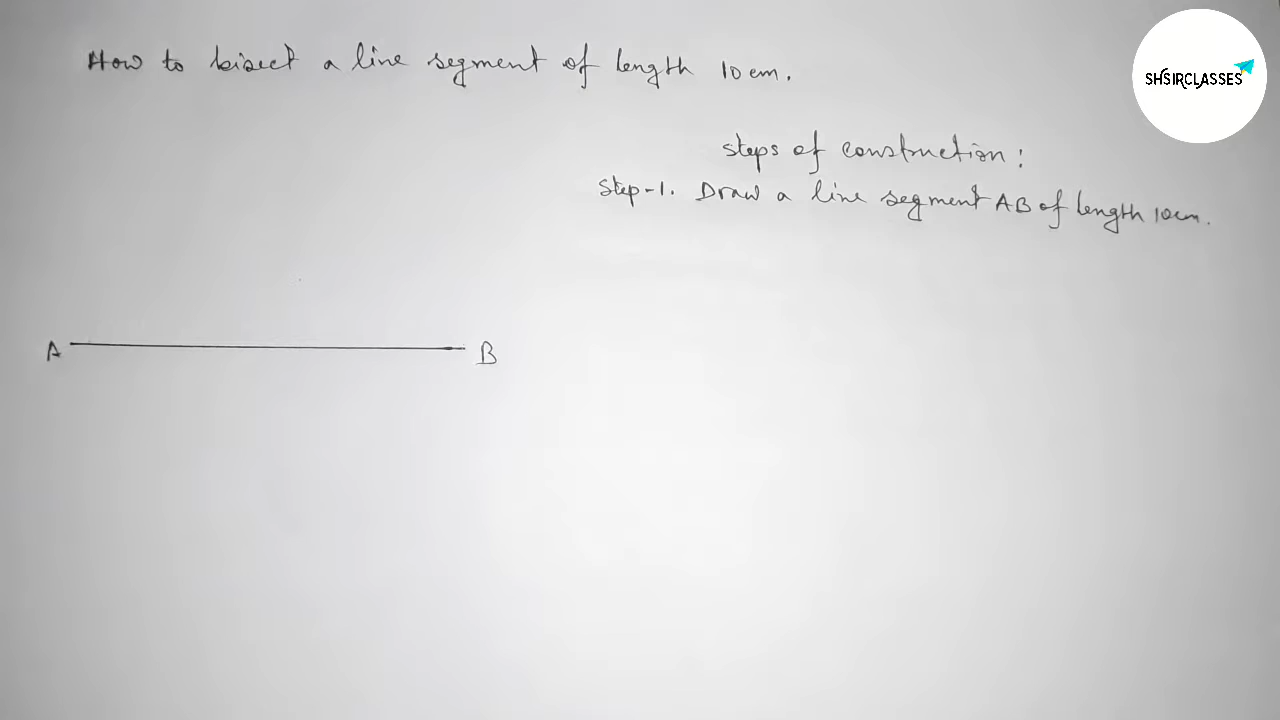 How to bisect a line segment of length 10 cm.
SHSIRCLASSES
Steps of construction:
Step-1. Draw a line segment AB of length 10cm.
A B